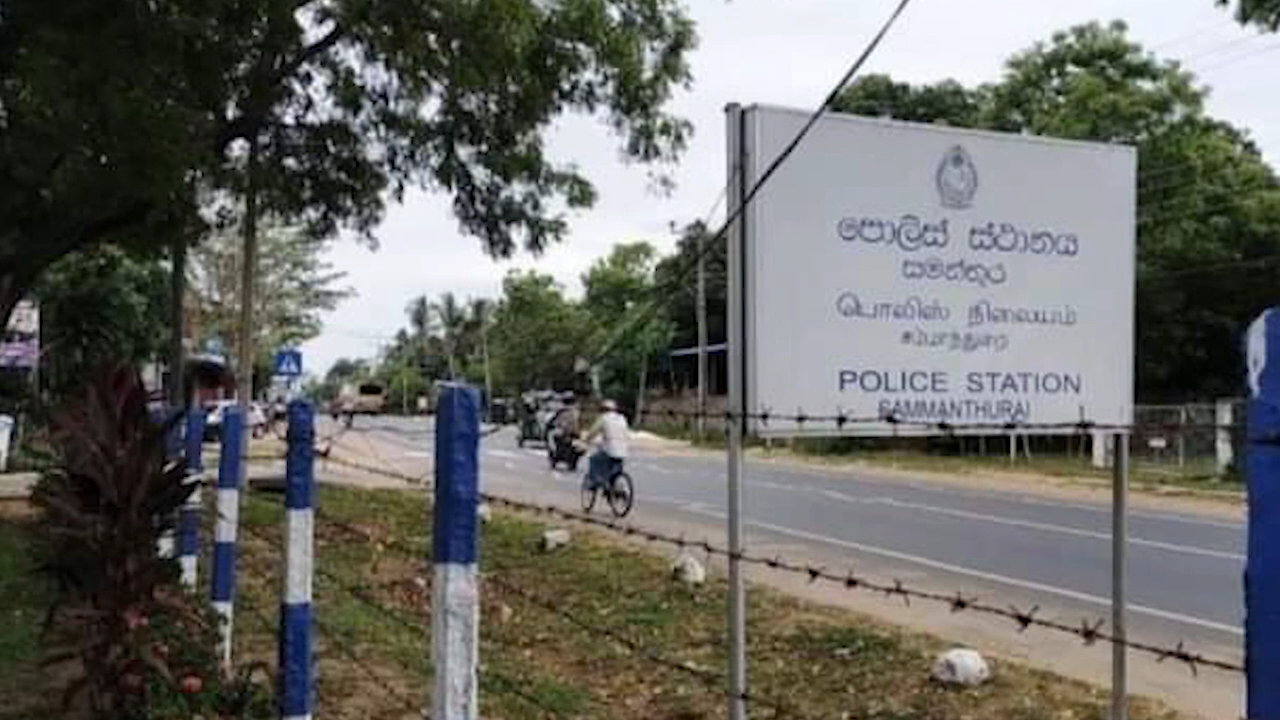 පොලිස් ස්ථානය
සමන්තුර
பொலிஸ் நிலையம்
சம்மாந்துறை
POLICE STATION
SAMMANTHURAI